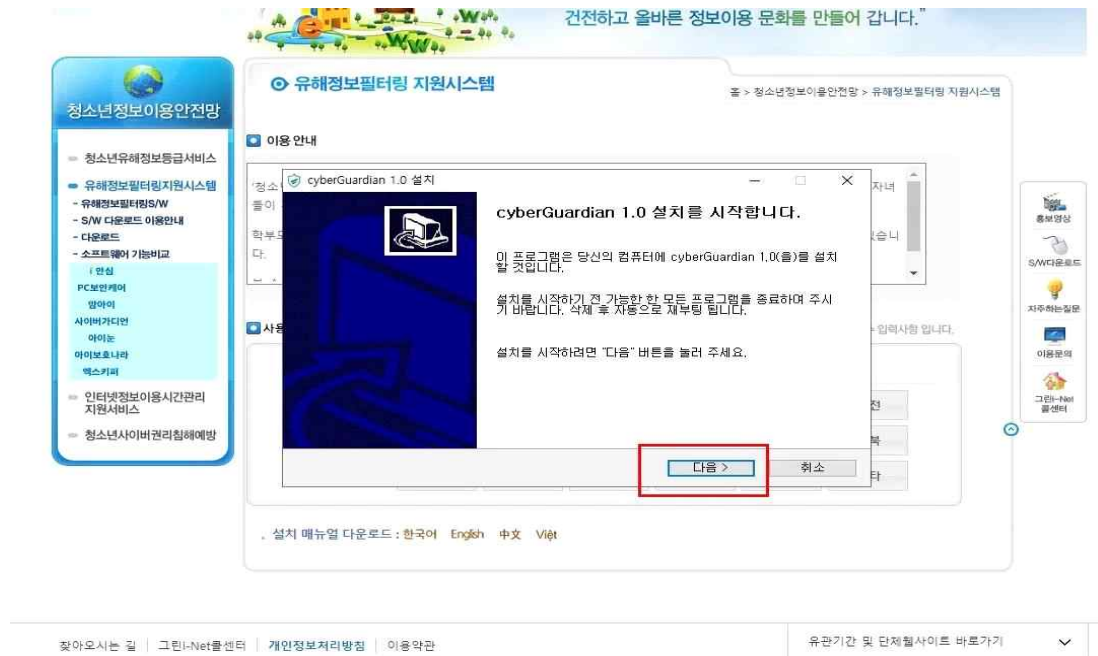 건전하고 올바른 정보이용 문화를 만들어 갑니다."
청소년정보이용안전망
청소년유해정보등급서비스
유해정보필터링지원시스템
- 유해정보필터링S/W
- S/W 다운로드 이용안내
- 다운로드
- 소프트웨어 기능비교
i 안심
PC보안케어
맘아이
사이버가디언
아이눈
아이보호나라
엑스키퍼
인터넷정보이용시간관리
지원서비스
청소년사이버권리침해예방
유해정보필터링 지원시스템
홈 > 청소년정보이용안전망 > 유해정보필터링 지원시스템
이용 안내
'청소
자녀
들이
학부모
있습니
다.
cyberGuardian 1.0 설치
cyberGuardian 1.0 설치를 시작합니다.
이 프로그램은 당신의 컴퓨터에 cyberGuardian 1.0(을)를 설치
할 것입니다.
설치를 시작하기 전 가능한 한 모든 프로그램을 종료하여 주시
기 바랍니다. 삭제 후 자동으로 재부팅 됩니다.
설치를 시작하려면 "다음" 버튼을 눌러 주세요.
다음 >
취소
입력사항 입니다.
설치 매뉴얼 다운로드 : 한국어 English 中文 Việt
홍보영상
S/W다운로드
자주하는질문
이용문의
그린i-Net
콜센터
찾아오시는 길 | 그린i-Net콜센터 | 개인정보처리방침 | 이용약관
유관기관 및 단체웹사이트 바로가기